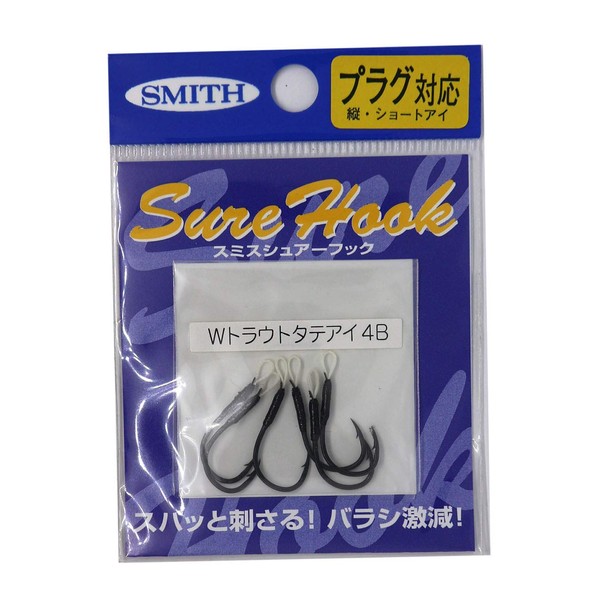 SMITH
プラグ対応
縦・ショートアイ
Sure Hook
スミスシュアーフック
Wトラウトタテアイ4B
スパッと刺さる!バラシ激減!